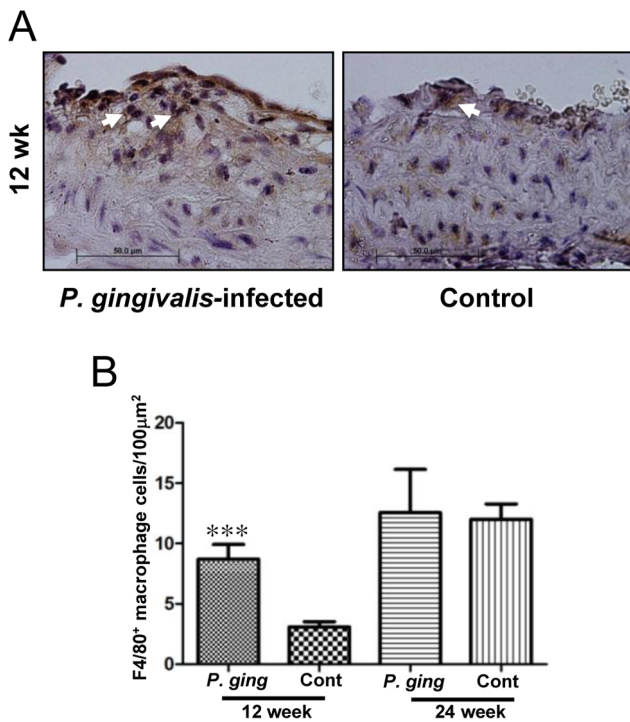 A
12 wk
50.0 µm
50.0 µm
P. gingivalis-infected
Control
B
F4/80⁺ macrophage cells/100µm²
20
15
10
5
0
***
P. ging
Cont
P. ging
Cont
12 week
24 week